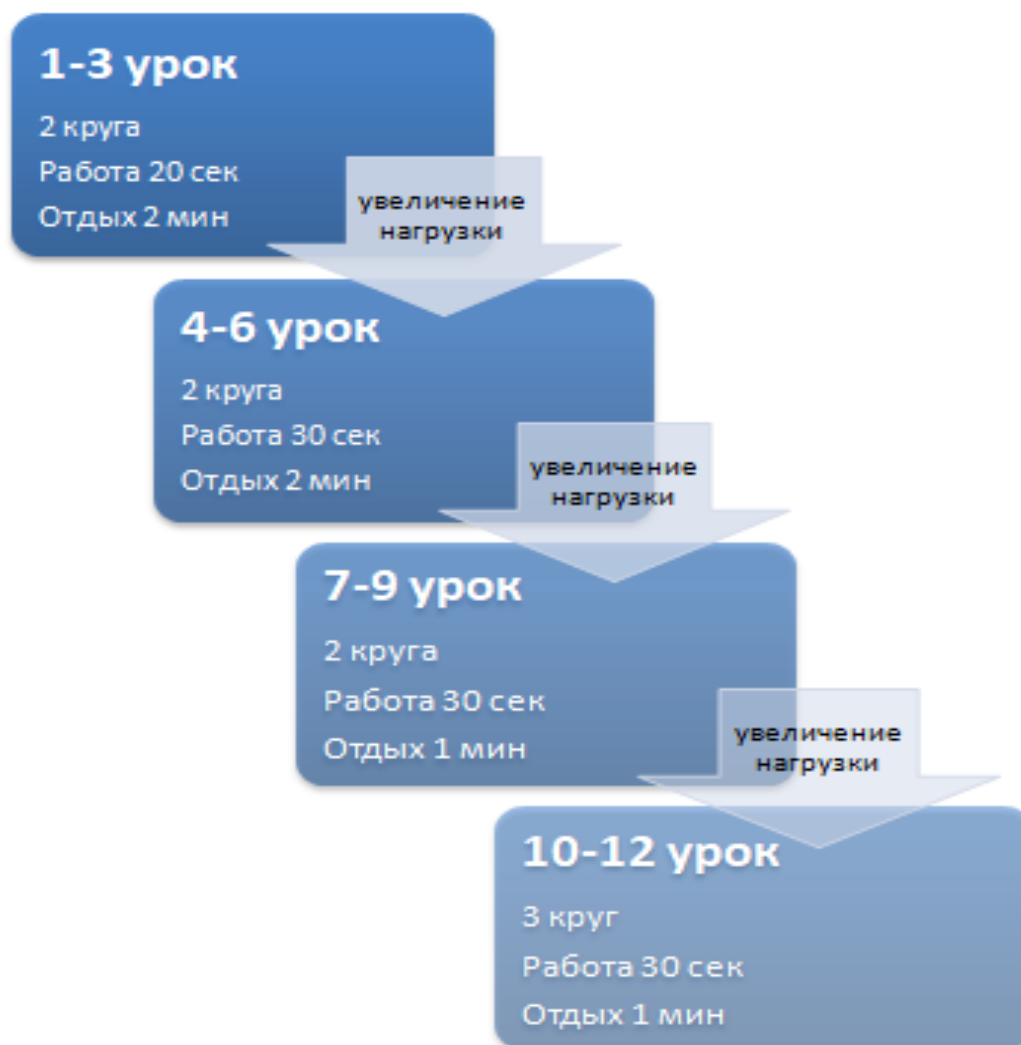 1-3 урок
2 круга
Работа 20 сек
Отдых 2 мин
увеличение
нагрузки
4-6 урок
2 круга
Работа 30 сек
Отдых 2 мин
увеличение
нагрузки
7-9 урок
2 круга
Работа 30 сек
Отдых 1 мин
увеличение
нагрузки
10-12 урок
3 круг
Работа 30 сек
Отдых 1 мин